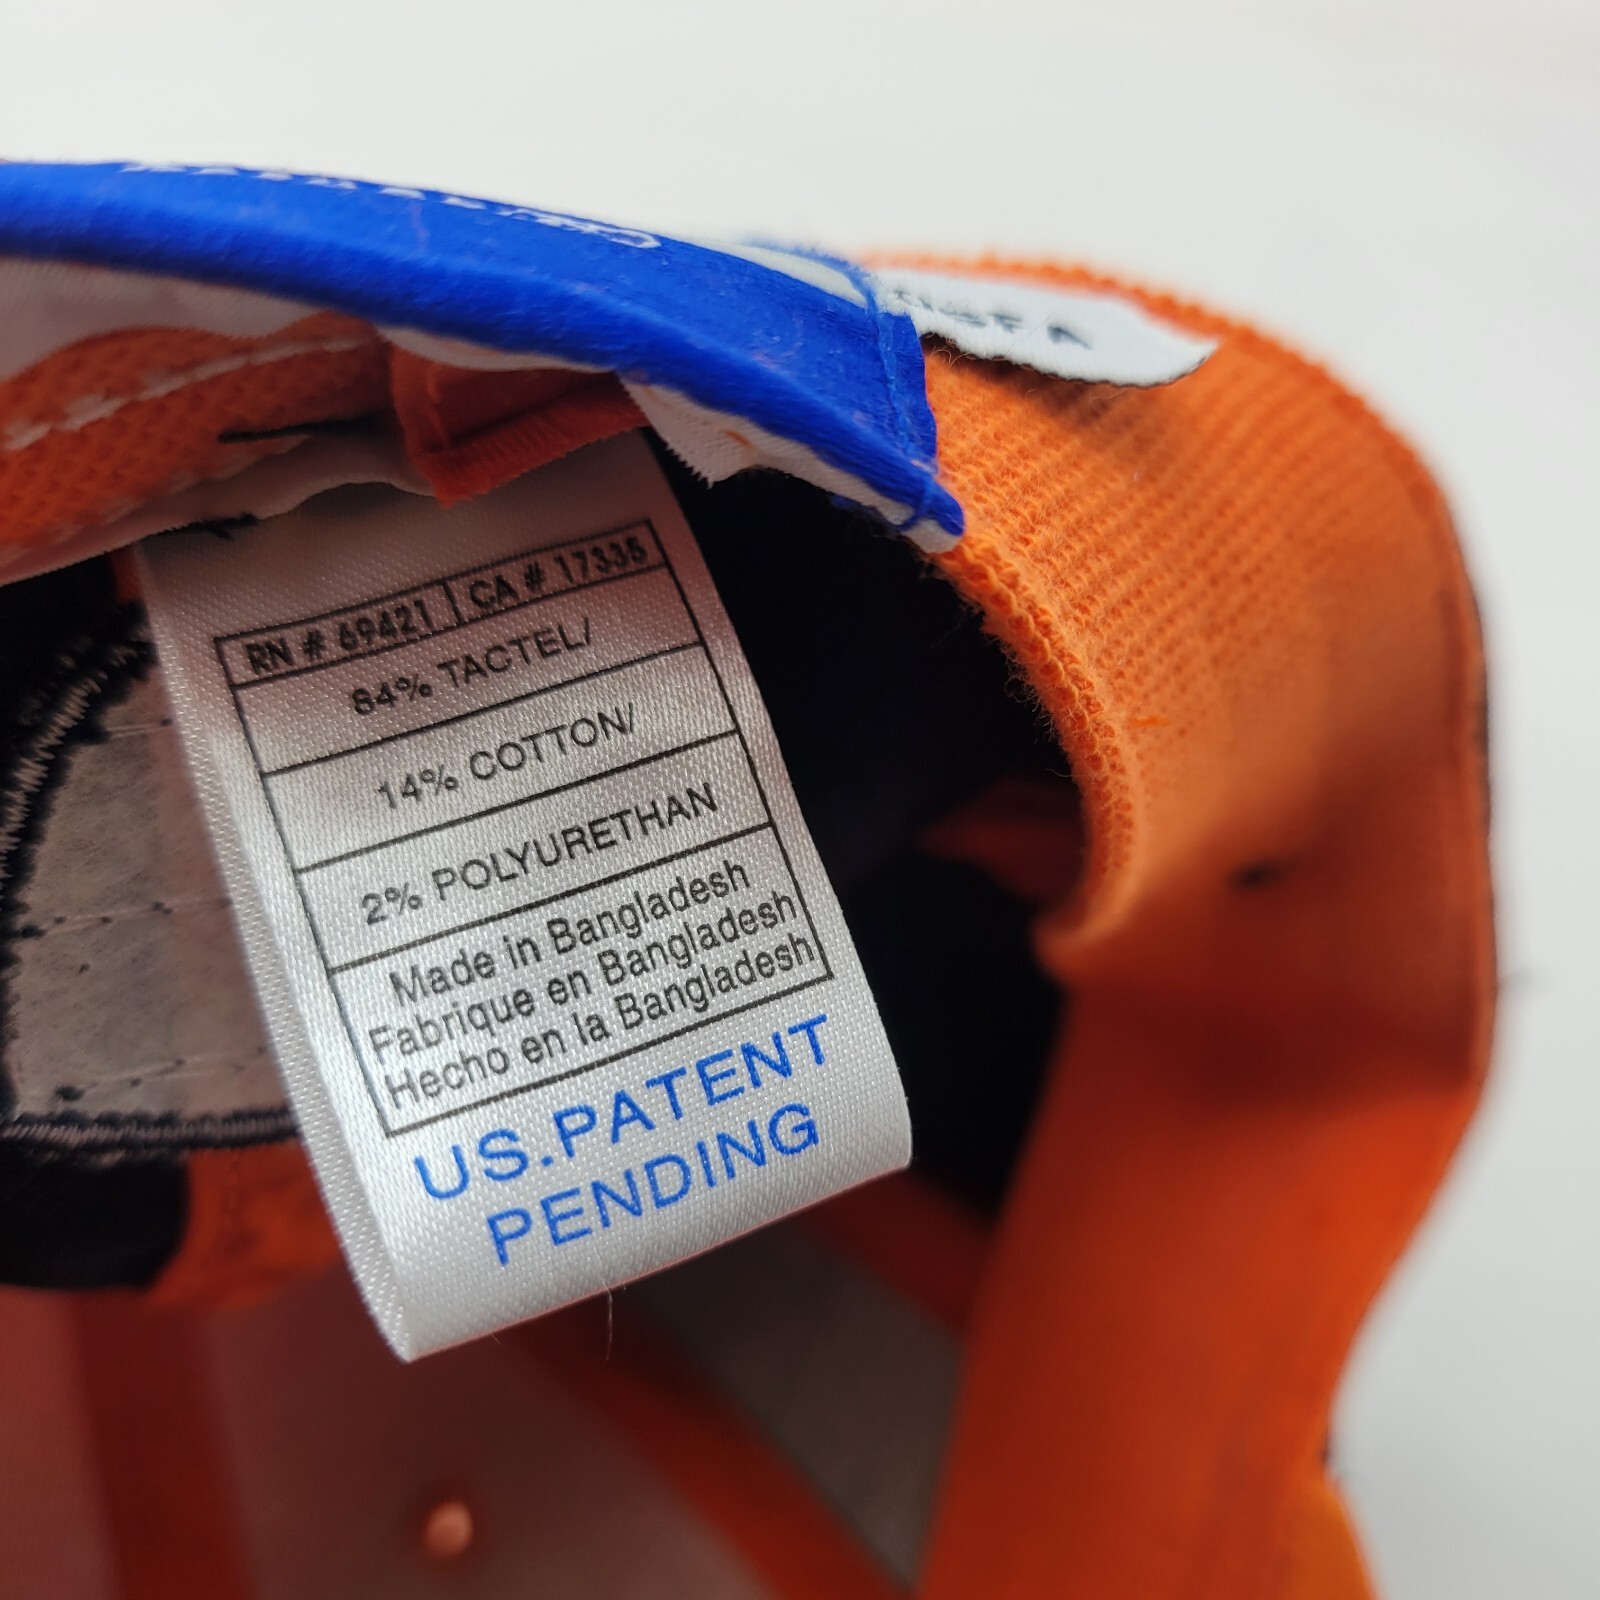 RN # 69421 CA # 17335
84% TACTEL/
14% COTTON/
2% POLYURETHAN
Made in Bangladesh
Fabrique en Bangladesh
Hecho en la Bangladesh
US.PATENT
PENDING